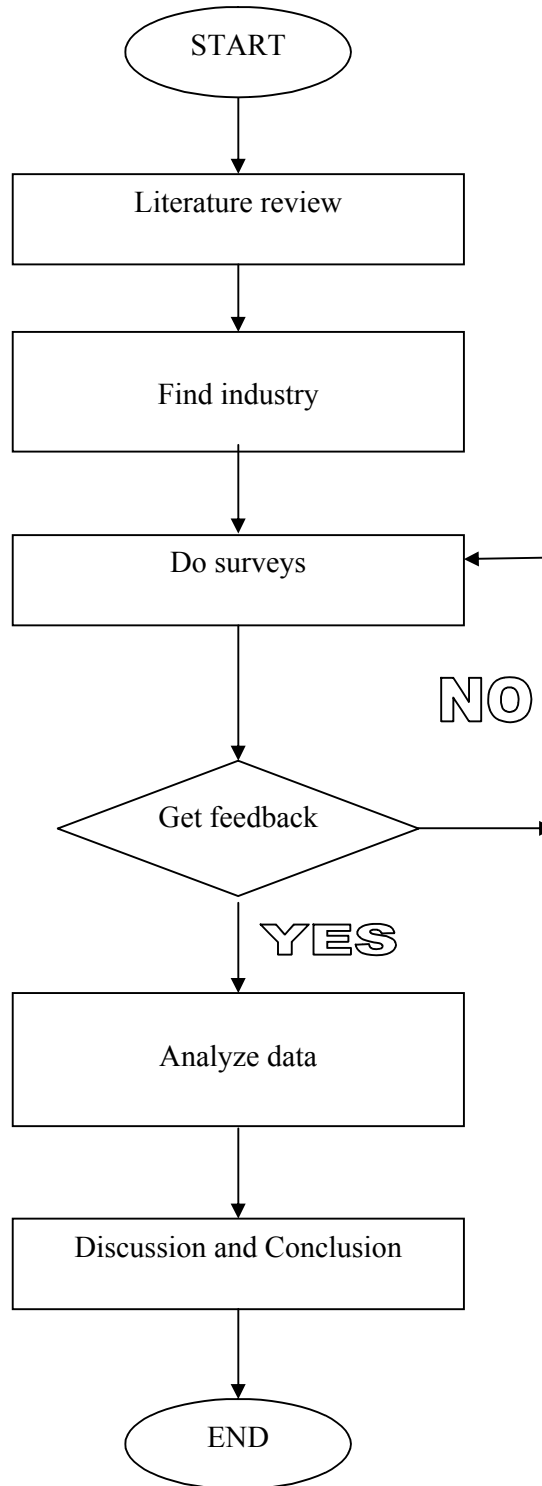 START
Literature review
Find industry
Do surveys
NO
Get feedback
YES
Analyze data
Discussion and Conclusion
END